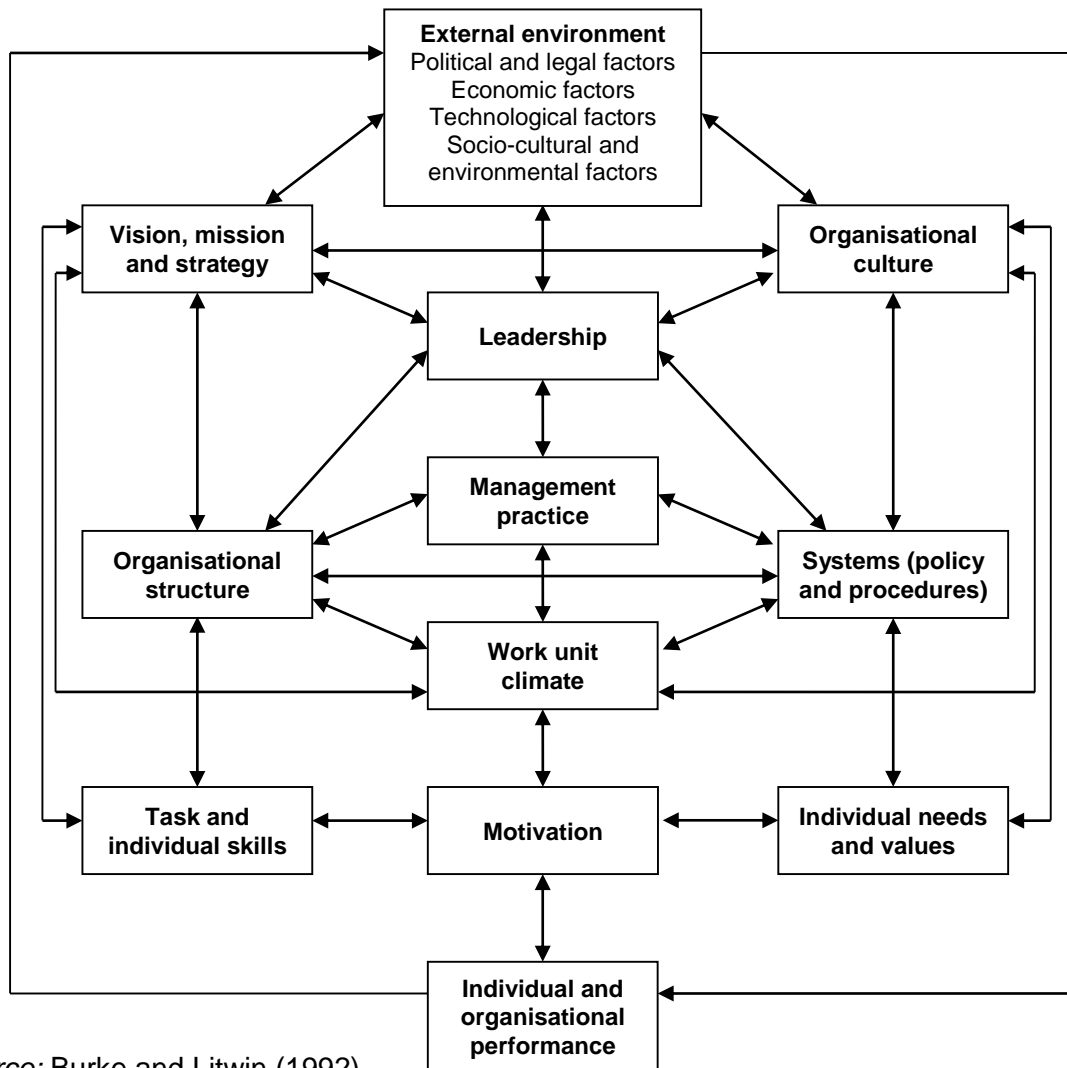 External environment
Political and legal factors
Economic factors
Technological factors
Socio-cultural and
environmental factors
Vision, mission
and strategy
Organisational
culture
Leadership
Management
practice
Organisational
structure
Systems (policy
and procedures)
Work unit
climate
Task and
individual skills
Motivation
Individual needs
and values
Individual and
organisational
performance
Burke and Litwin (1992)